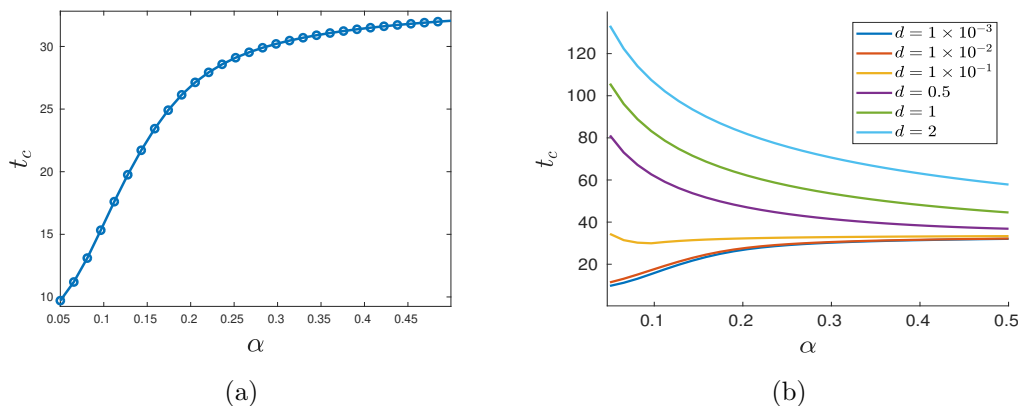 30
25
20
15
10
t_c
0.05 0.1 0.15 0.2 0.25 0.3 0.35 0.4 0.45
α
(a)
120
100
80
60
40
20
t_c
0.1 0.2 0.3 0.4 0.5
α
d = 1 × 10⁻³
d = 1 × 10⁻²
d = 1 × 10⁻¹
d = 0.5
d = 1
d = 2
(b)